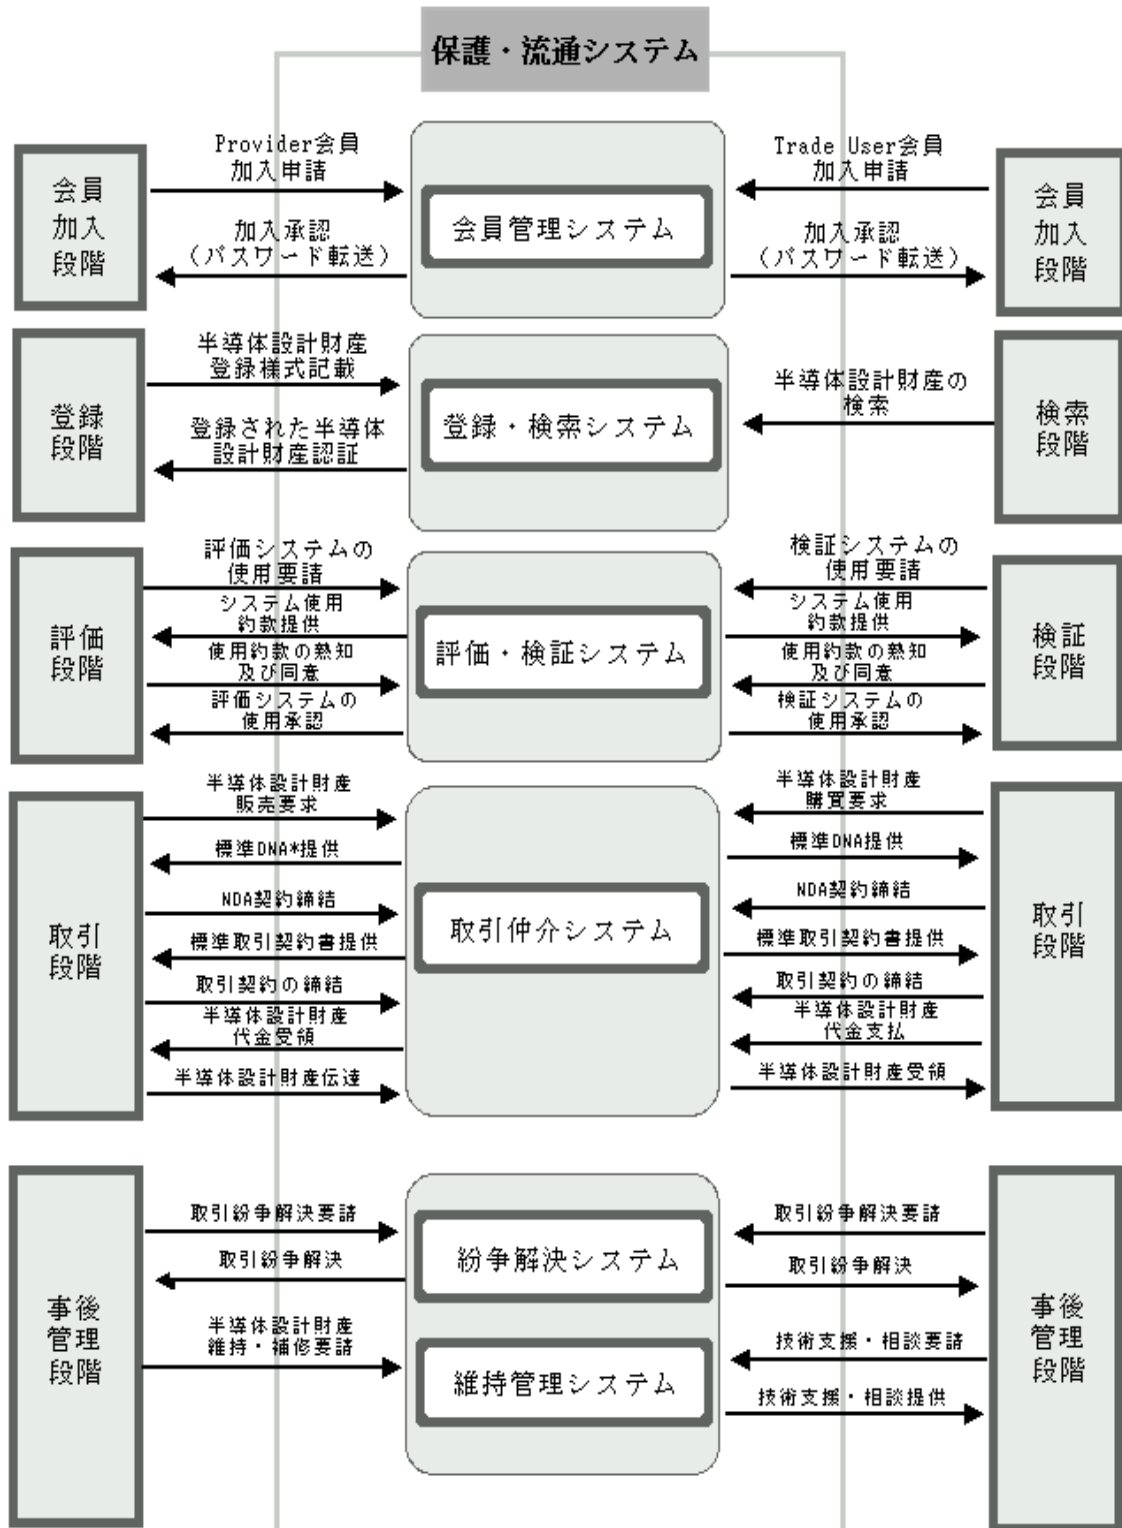 保護・流通システム
会員
加入
段階
Provider会員
加入申請
加入承認
(パスワード転送)
会員管理システム
Trade User会員
加入申請
加入承認
(パスワード転送)
会員
加入
段階
登録
段階
半導体設計財産
登録様式記載
登録された半導体
設計財産認証
登録・検索システム
半導体設計財産の
検索
検索
段階
評価
段階
評価システムの
使用要請
システム使用
約款提供
使用約款の熟知
及び同意
評価システムの
使用承認
評価・検証システム
検証システムの
使用要請
システム使用
約款提供
使用約款の熟知
及び同意
検証システムの
使用承認
検証
段階
取引
段階
半導体設計財産
販売要求
標準DNA*提供
NDA契約締結
標準取引契約書提供
取引契約の締結
半導体設計財産
代金受領
半導体設計財産伝達
取引仲介システム
半導体設計財産
購買要求
標準DNA提供
NDA契約締結
標準取引契約書提供
取引契約の締結
半導体設計財産
代金支払
半導体設計財産受領
取引
段階
事後
管理
段階
取引紛争解決要請
取引紛争解決
半導体設計財産
維持・補修要請
紛争解決システム
維持管理システム
取引紛争解決要請
取引紛争解決
技術支援・相談要請
技術支援・相談提供
事後
管理
段階